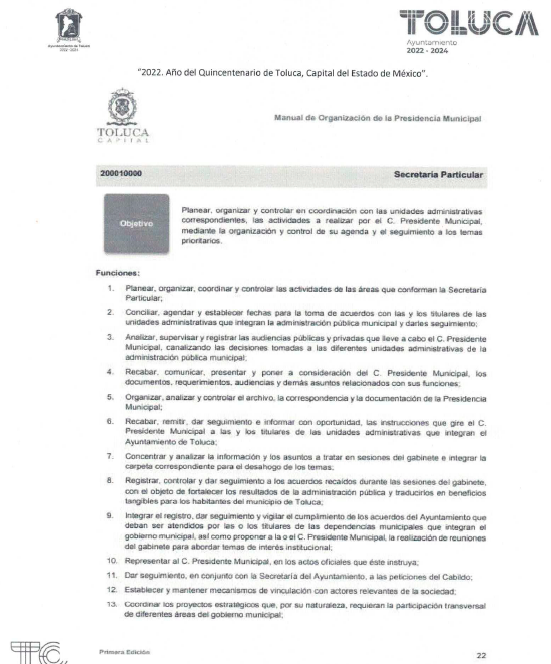 Ayuntamiento de Toluca
2022 - 2024
TOLUCA
Ayuntamiento
2022 - 2024
"2022. Año del Quincentenario de Toluca, Capital del Estado de México".
TOLUCA
CAPITAL
Manual de Organización de la Presidencia Municipal
200010000 Secretaría Particular
Objetivo
Planear, organizar y controlar en coordinación con las unidades administrativas
correspondientes, las actividades a realizar por el C. Presidente Municipal,
mediante la organización y control de su agenda y el seguimiento a los temas
prioritarios.
Funciones:
1. Planear, organizar, coordinar y controlar las actividades de las áreas que conforman la Secretaría
Particular;
2. Conciliar, agendar y establecer fechas para la toma de acuerdos con las y los titulares de las
unidades administrativas que integran la administración pública municipal y darles seguimiento;
3. Analizar, supervisar y registrar las audiencias públicas y privadas que lleve a cabo el C. Presidente
Municipal, canalizando las decisiones tomadas a las diferentes unidades administrativas de la
administración pública municipal;
4. Recabar, comunicar, presentar y poner a consideración del C. Presidente Municipal, los
documentos, requerimientos, audiencias y demás asuntos relacionados con sus funciones;
5. Organizar, analizar y controlar el archivo, la correspondencia y la documentación de la Presidencia
Municipal;
6. Recabar, remitir, dar seguimiento e informar con oportunidad, las instrucciones que gire el C.
Presidente Municipal a las y los titulares de las unidades administrativas que integran el
Ayuntamiento de Toluca;
7. Concentrar y analizar la información y los asuntos a tratar en sesiones del gabinete e integrar la
carpeta correspondiente para el desahogo de los temas;
8. Registrar, controlar y dar seguimiento a los acuerdos recaídos durante las sesiones del gabinete,
con el objeto de fortalecer los resultados de la administración pública y traducirlos en beneficios
tangibles para los habitantes del municipio de Toluca;
9. Integrar el registro, dar seguimiento y vigilar el cumplimiento de los acuerdos del Ayuntamiento que
deban ser atendidos por las o los titulares de las dependencias municipales que integran el
gobierno municipal, así como proponer a la o el C. Presidente Municipal, la realización de reuniones
del gabinete para abordar temas de interés institucional;
10. Representar al C. Presidente Municipal, en los actos oficiales que éste instruya;
11. Dar seguimiento, en conjunto con la Secretaría del Ayuntamiento, a las peticiones del Cabildo;
12. Establecer y mantener mecanismos de vinculación con actores relevantes de la sociedad;
13. Coordinar los proyectos estratégicos que, por su naturaleza, requieran la participación transversal
de diferentes áreas del gobierno municipal;
Primera Edición
22